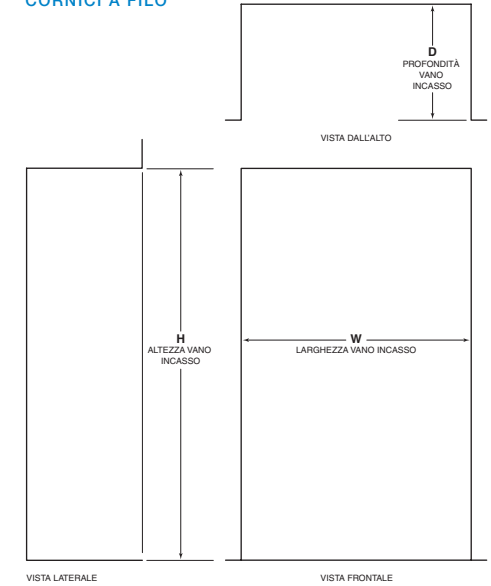 CORNICI A FILO
D
PROFONDITÀ
VANO
INCASSO
VISTA DALL'ALTO
H
ALTEZZA VANO
INCASSO
W
LARGHEZZA VANO INCASSO
VISTA LATERALE
VISTA FRONTALE